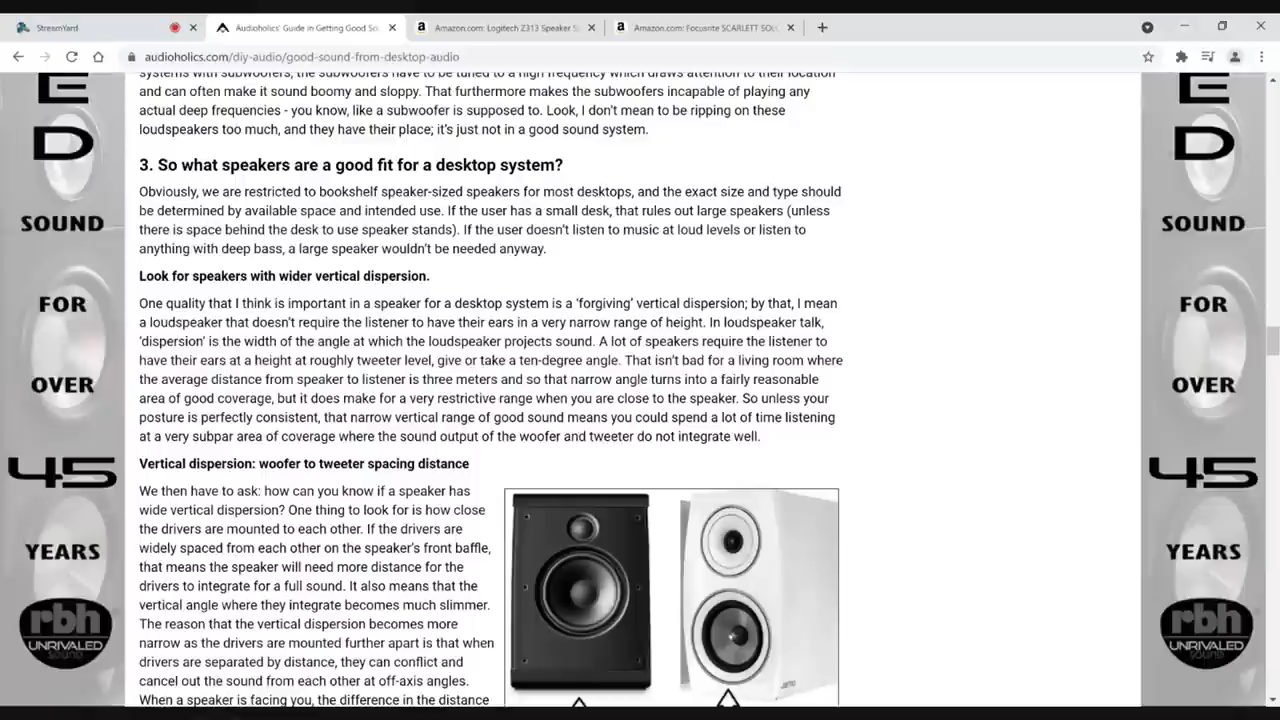 StreamYard
Audioholics' Guide in Getting Good So
Amazon.com: Logitech Z313 Speaker S
Amazon.com: Focusrite SCARLETT SOL
audioholics.com/diy-audio/good-sound-from-desktop-audio
systems with subwoofers, the subwoofers have to be tuned to a high frequency which draws attention to their location
and can often make it sound boomy and sloppy. That furthermore makes the subwoofers incapable of playing any
actual deep frequencies - you know, like a subwoofer is supposed to. Look, I don't mean to be ripping on these
loudspeakers too much, and they have their place; it's just not in a good sound system.
3. So what speakers are a good fit for a desktop system?
Obviously, we are restricted to bookshelf speaker-sized speakers for most desktops, and the exact size and type should
be determined by available space and intended use. If the user has a small desk, that rules out large speakers (unless
there is space behind the desk to use speaker stands). If the user doesn't listen to music at loud levels or listen to
anything with deep bass, a large speaker wouldn't be needed anyway.
Look for speakers with wider vertical dispersion.
One quality that I think is important in a speaker for a desktop system is a 'forgiving' vertical dispersion; by that, I mean
a loudspeaker that doesn't require the listener to have their ears in a very narrow range of height. In loudspeaker talk,
'dispersion' is the width of the angle at which the loudspeaker projects sound. A lot of speakers require the listener to
have their ears at a height at roughly tweeter level, give or take a ten-degree angle. That isn't bad for a living room where
the average distance from speaker to listener is three meters and so that narrow angle turns into a fairly reasonable
area of good coverage, but it does make for a very restrictive range when you are close to the speaker. So unless your
posture is perfectly consistent, that narrow vertical range of good sound means you could spend a lot of time listening
at a very subpar area of coverage where the sound output of the woofer and tweeter do not integrate well.
Vertical dispersion: woofer to tweeter spacing distance
We then have to ask: how can you know if a speaker has
wide vertical dispersion? One thing to look for is how close
the drivers are mounted to each other. If the drivers are
widely spaced from each other on the speaker's front baffle,
that means the speaker will need more distance for the
drivers to integrate for a full sound. It also means that the
vertical angle where they integrate becomes much slimmer.
The reason that the vertical dispersion becomes more
narrow as the drivers are mounted further apart is that when
drivers are separated by distance, they can conflict and
cancel out the sound from each other at off-axis angles.
When a speaker is facing you, the difference in the distance
JAMO
E
D
SOUND
FOR
OVER
45
YEARS
rbh
UNRIVALED
sound
E
D
SOUND
FOR
OVER
45
YEARS
rbh
UNRIVALED
sound